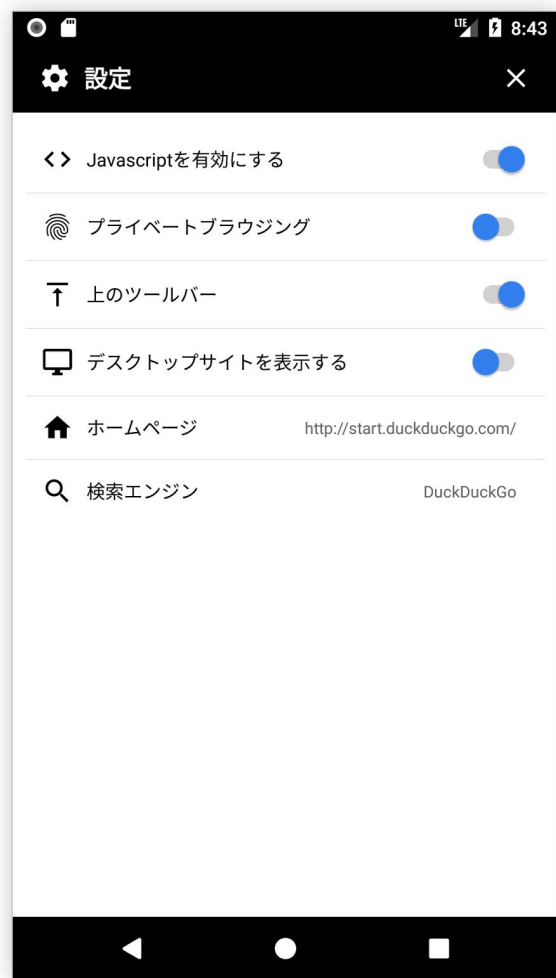 LTE 8:43
設定
Javascriptを有効にする
プライベートブラウジング
上のツールバー
デスクトップサイトを表示する
ホームページ http://start.duckduckgo.com/
検索エンジン DuckDuckGo